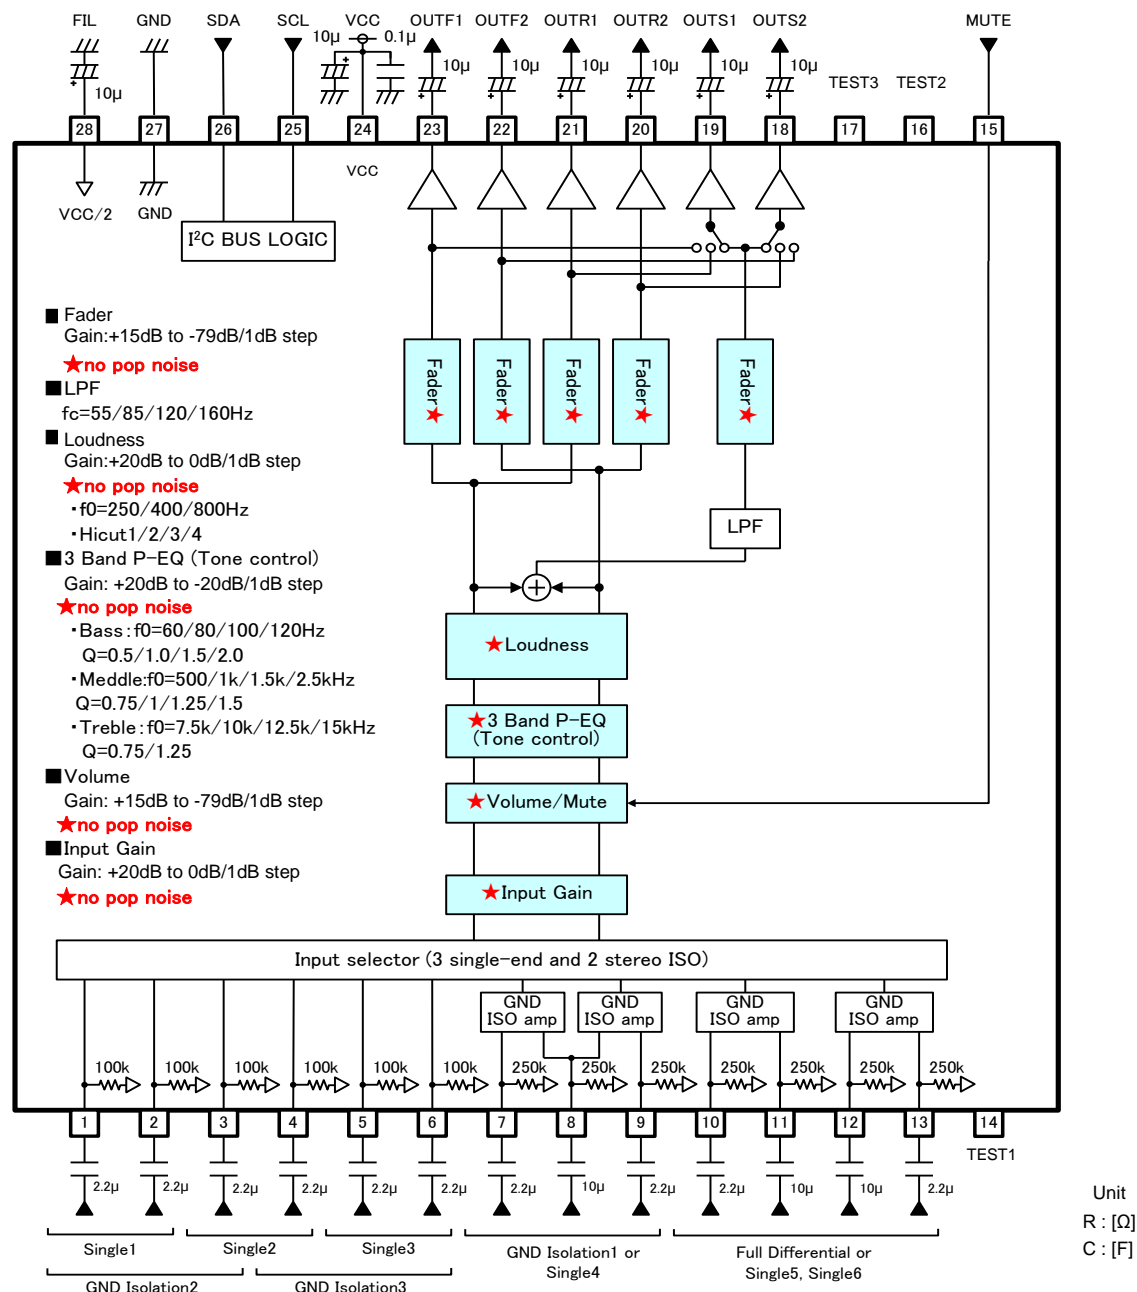 FIL GND SDA SCL VCC OUTF1 OUTF2 OUTR1 OUTR2 OUTS1 OUTS2 MUTE
10μ 0.1μ
10μ 10μ 10μ 10μ 10μ 10μ 10μ
+ + + + + + + +
TEST3 TEST2
28 27 26 25 24 23 22 21 20 19 18 17 16 15
VCC
VCC/2 GND
I²C BUS LOGIC
■ Fader
Gain:+15dB to -79dB/1dB step
★no pop noise
■LPF
fc=55/85/120/160Hz
■ Loudness
Gain:+20dB to 0dB/1dB step
★no pop noise
・f0=250/400/800Hz
・Hicut1/2/3/4
■3 Band P-EQ (Tone control)
Gain: +20dB to -20dB/1dB step
★no pop noise
・Bass:f0=60/80/100/120Hz
Q=0.5/1.0/1.5/2.0
・Meddle:f0=500/1k/1.5k/2.5kHz
Q=0.75/1/1.25/1.5
・Treble:f0=7.5k/10k/12.5k/15kHz
Q=0.75/1.25
■Volume
Gain: +15dB to -79dB/1dB step
★no pop noise
■Input Gain
Gain: +20dB to 0dB/1dB step
★no pop noise
Fader★ Fader★ Fader★ Fader★ Fader★
LPF
+
★Loudness
★3 Band P-EQ
(Tone control)
★Volume/Mute
★Input Gain
Input selector (3 single-end and 2 stereo ISO)
GND
ISO amp
GND
ISO amp
GND
ISO amp
GND
ISO amp
100k 100k 100k 100k 100k 100k 250k 250k 250k 250k 250k 250k 250k
1 2 3 4 5 6 7 8 9 10 11 12 13 14
TEST1
2.2μ 2.2μ 2.2μ 2.2μ 2.2μ 2.2μ 2.2μ 10μ 2.2μ 2.2μ 10μ 10μ 2.2μ
Single1 Single2 Single3
GND Isolation1 or
Single4
Full Differential or
Single5, Single6
GND Isolation2 GND Isolation3
Unit
R : [Ω]
C : [F]